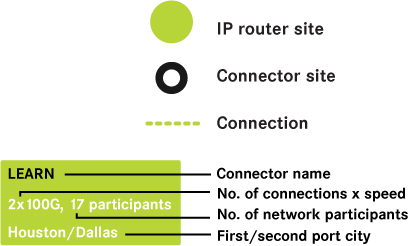 IP router site
Connector site
Connection
LEARN
Connector name
2x100G, 17 participants
No. of connections x speed
No. of network participants
Houston/Dallas
First/second port city